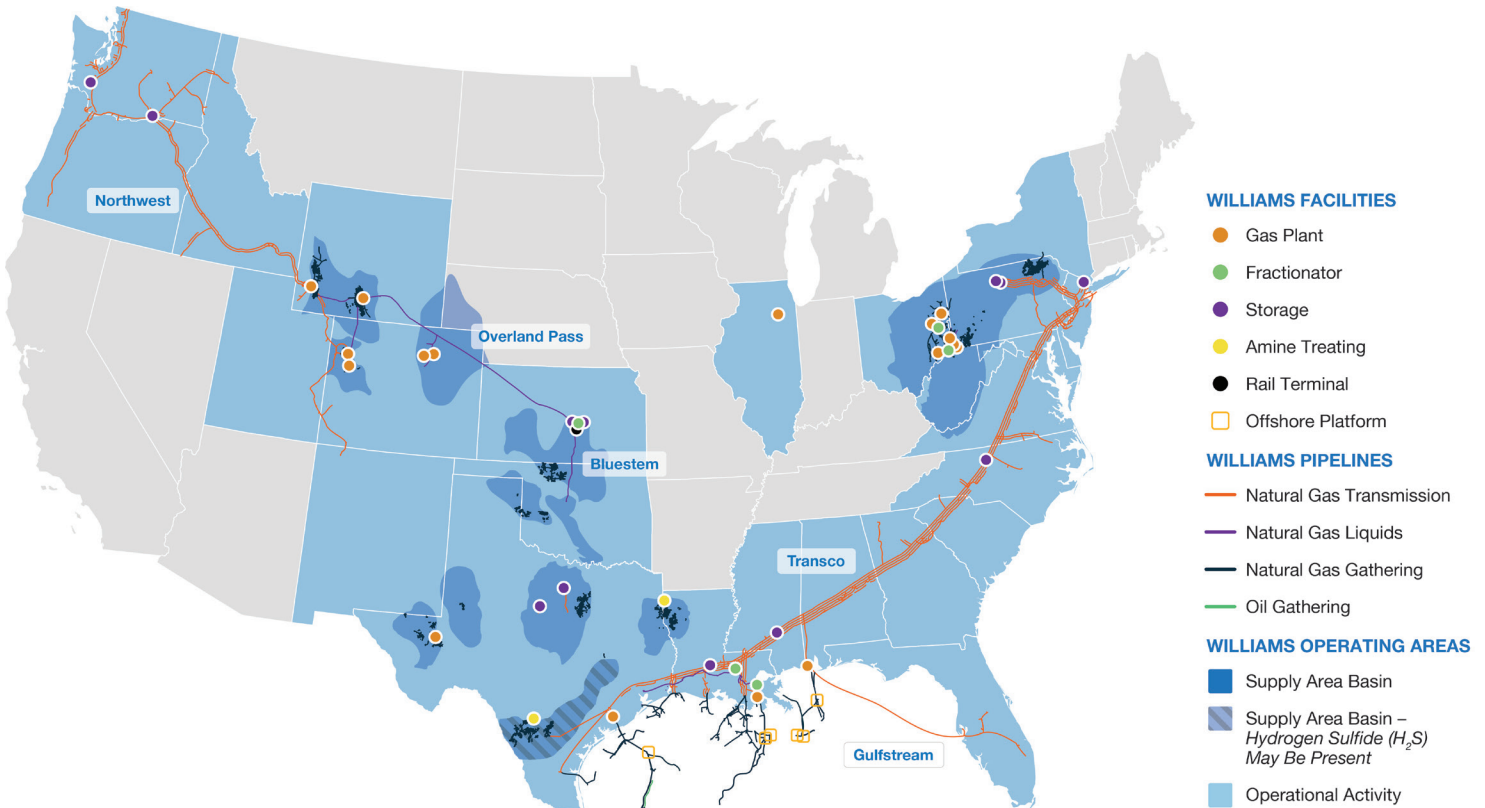 Northwest
Overland Pass
Bluestem
Transco
Gulfstream
WILLIAMS FACILITIES
Gas Plant
Fractionator
Storage
Amine Treating
Rail Terminal
Offshore Platform
WILLIAMS PIPELINES
Natural Gas Transmission
Natural Gas Liquids
Natural Gas Gathering
Oil Gathering
WILLIAMS OPERATING AREAS
Supply Area Basin
Supply Area Basin –
Hydrogen Sulfide (H₂S)
May Be Present
Operational Activity